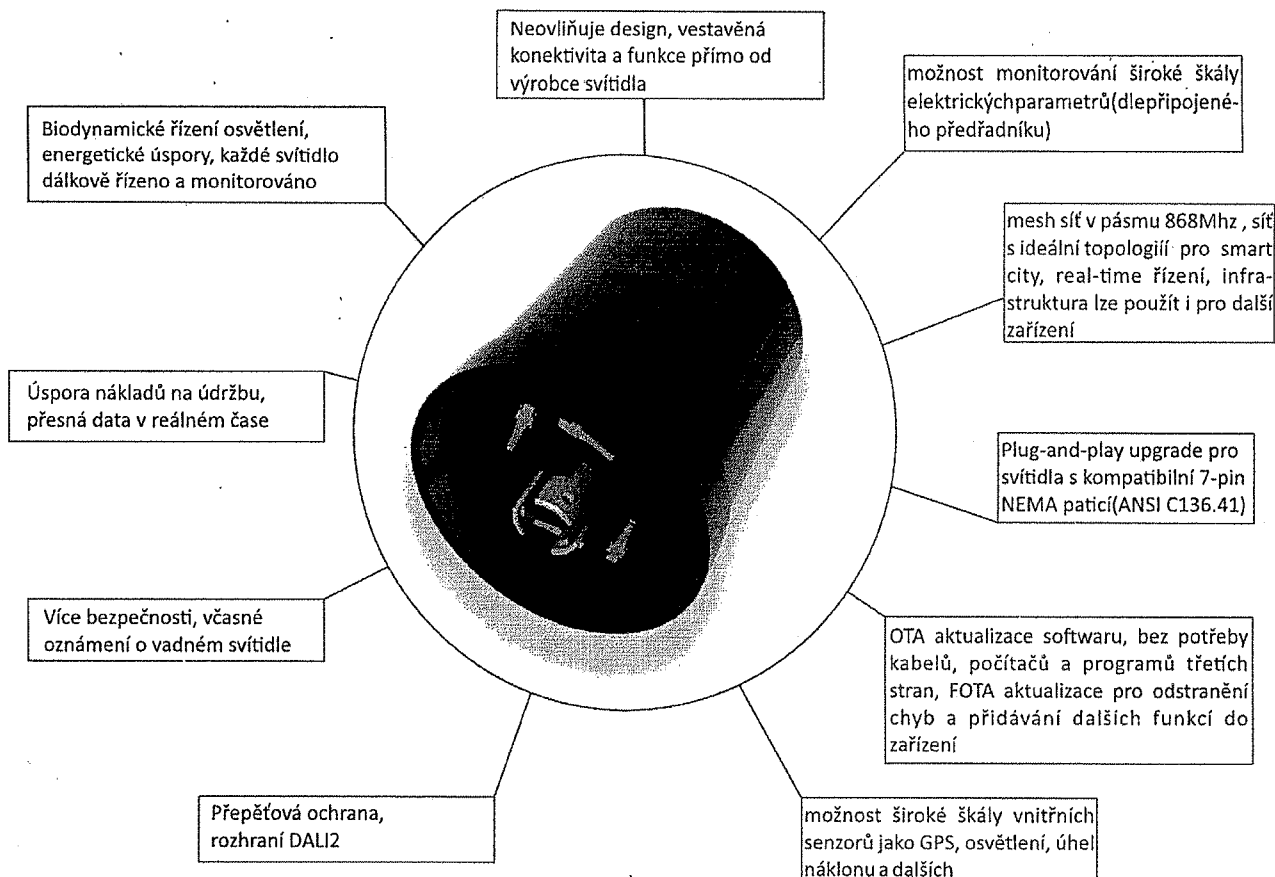 Neovliňuje design, vestavěná
konektivita a funkce přímo od
výrobce svítidla
možnost monitorování široké škály
elektrickýchparametrů(dlepřipojené-
ho předřadníku)
Biodynamické řízení osvětlení,
energetické úspory, každé svítidlo
dálkově řízeno a monitorováno
mesh síť v pásmu 868Mhz , síť
s ideální topologiíí pro smart
city, real-time řízení, infra-
struktura lze použít i pro další
zařízení
Úspora nákladů na údržbu,
přesná data v reálném čase
Plug-and-play upgrade pro
svítidla s kompatibilní 7-pin
NEMA paticí(ANSI C136.41)
Více bezpečnosti, včasné
oznámení o vadném svítidle
OTA aktualizace softwaru, bez potřeby
kabelů, počítačů a programů třetích
stran, FOTA aktualizace pro odstranění
chyb a přidávání dalších funkcí do
zařízení
Přepěťová ochrana,
rozhraní DALI2
možnost široké škály vnitřních
senzorů jako GPS, osvětlení, úhel
náklonu a dalších